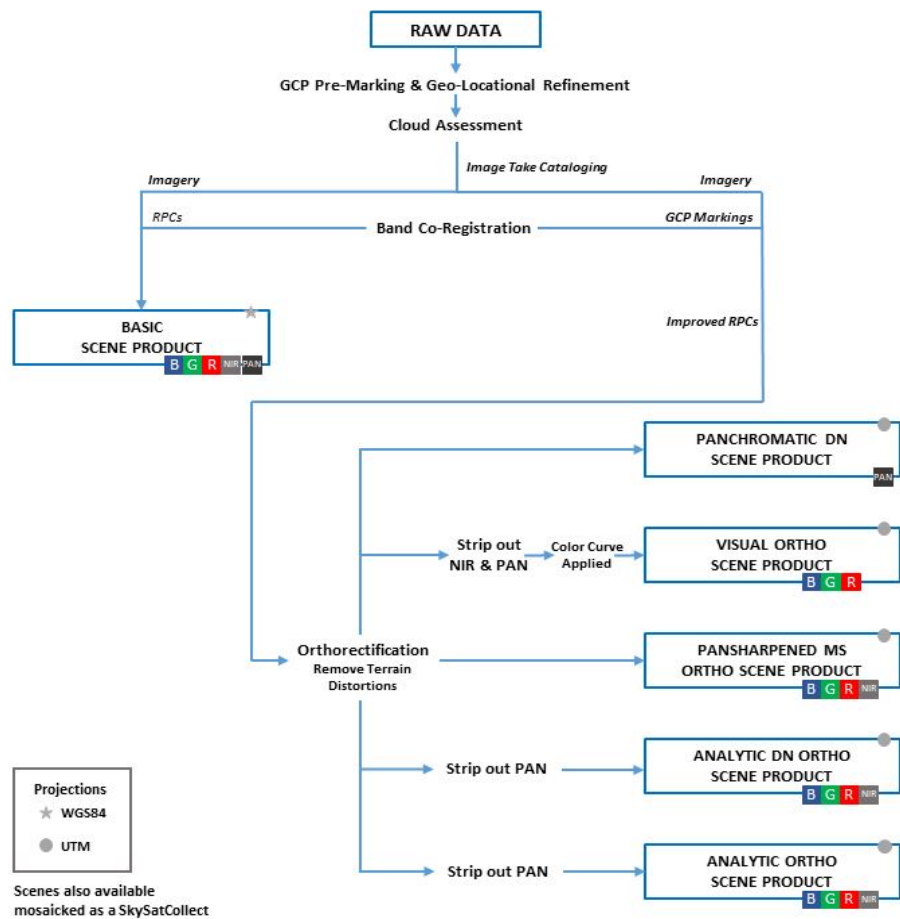 RAW DATA
GCP Pre-Marking & Geo-Locational Refinement
Cloud Assessment
Image Take Cataloging
Imagery
Imagery
RPCs
Band Co-Registration
GCP Markings
Improved RPCs
BASIC
SCENE PRODUCT
B G R NIR PAN
PANCHROMATIC DN
SCENE PRODUCT
PAN
Strip out
NIR & PAN
Color Curve
Applied
VISUAL ORTHO
SCENE PRODUCT
B G R
Orthorectification
Remove Terrain
Distortions
PANSHARPENED MS
ORTHO SCENE PRODUCT
B G R NIR
Strip out PAN
ANALYTIC DN ORTHO
SCENE PRODUCT
B G R NIR
Strip out PAN
ANALYTIC ORTHO
SCENE PRODUCT
B G R NIR
Projections
WGS84
UTM
Scenes also available
mosaicked as a SkySatCollect